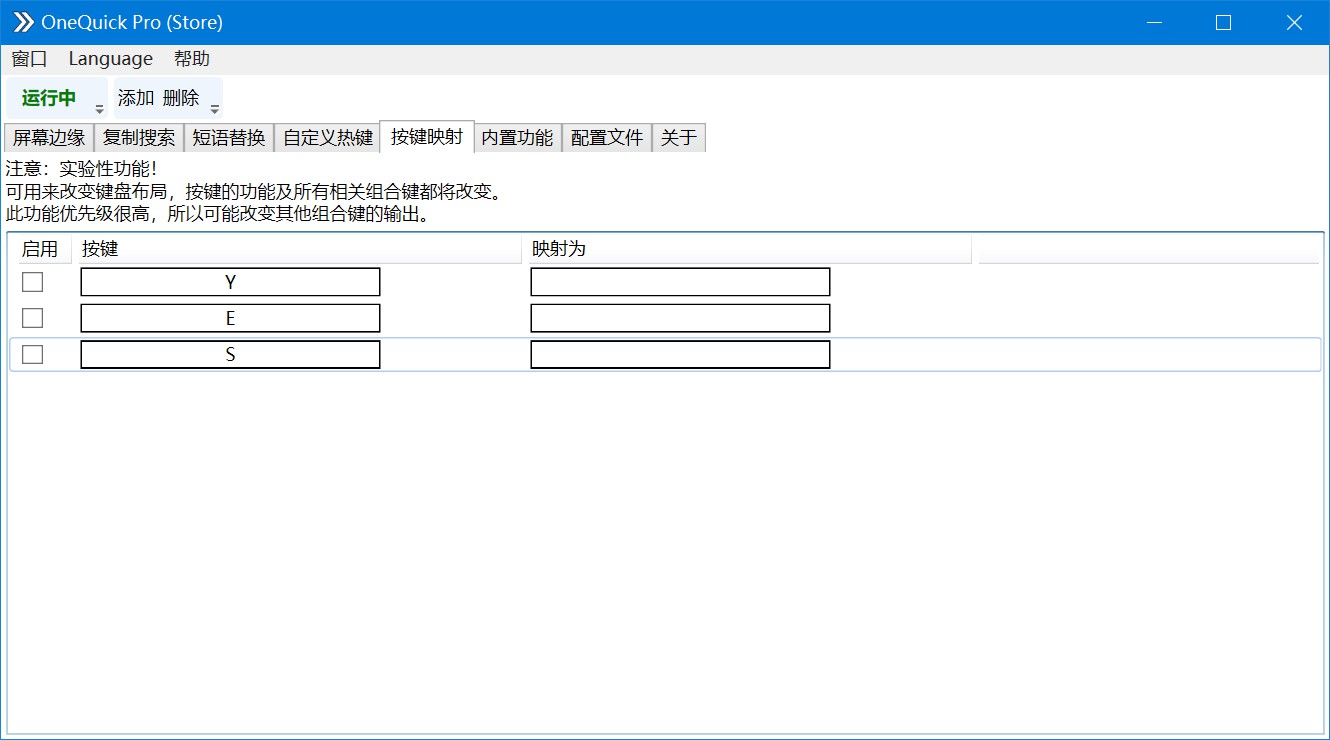 OneQuick Pro (Store)
窗口 Language 帮助
运行中 添加 删除
屏幕边缘 复制搜索 短语替换 自定义热键 按键映射 内置功能 配置文件 关于
注意：实验性功能！
可用来改变键盘布局，按键的功能及所有相关组合键都将改变。
此功能优先级很高，所以可能改变其他组合键的输出。
启用 按键 映射为
Y
E
S